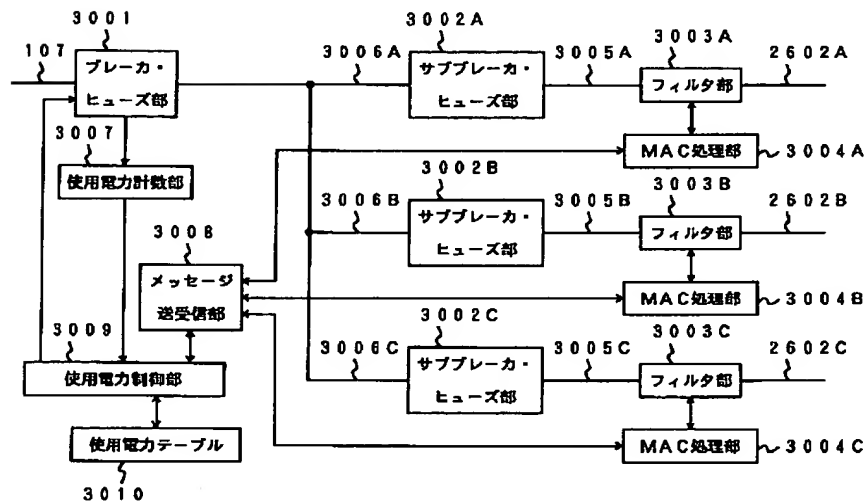 3001
107
ブレーカ・
ヒューズ部
3006A
3002A
サブブレーカ・
ヒューズ部
3005A
3003A
フィルタ部
2602A
MAC処理部
3004A
3007
使用電力計数部
3006B
3002B
サブブレーカ・
ヒューズ部
3005B
3003B
フィルタ部
2602B
MAC処理部
3004B
3008
メッセージ
送受信部
3009
使用電力制御部
3006C
3002C
サブブレーカ・
ヒューズ部
3005C
3003C
フィルタ部
2602C
MAC処理部
3004C
使用電力テーブル
3010